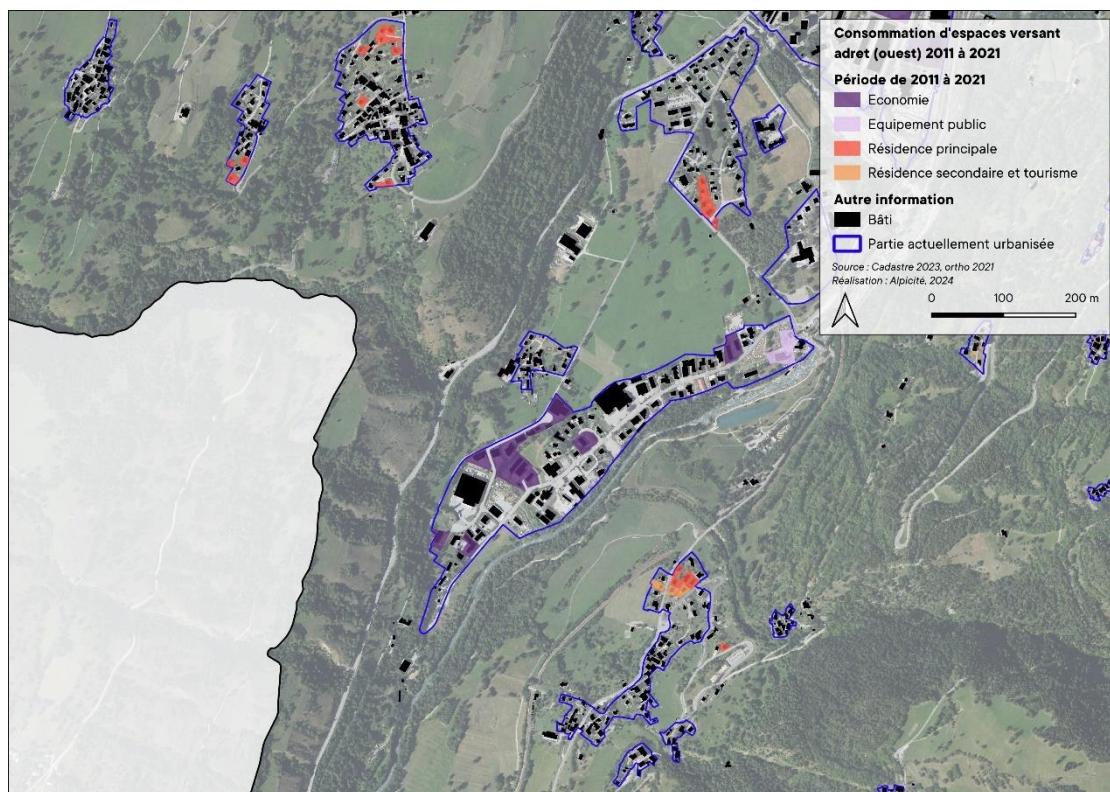 Consommation d'espaces versant
adret (ouest) 2011 à 2021
Période de 2011 à 2021
Economie
Equipement public
Résidence principale
Résidence secondaire et tourisme
Autre information
Bâti
Partie actuellement urbanisée
Source : Cadastre 2023, ortho 2021
Réalisation : Alpicité, 2024
0 100 200 m